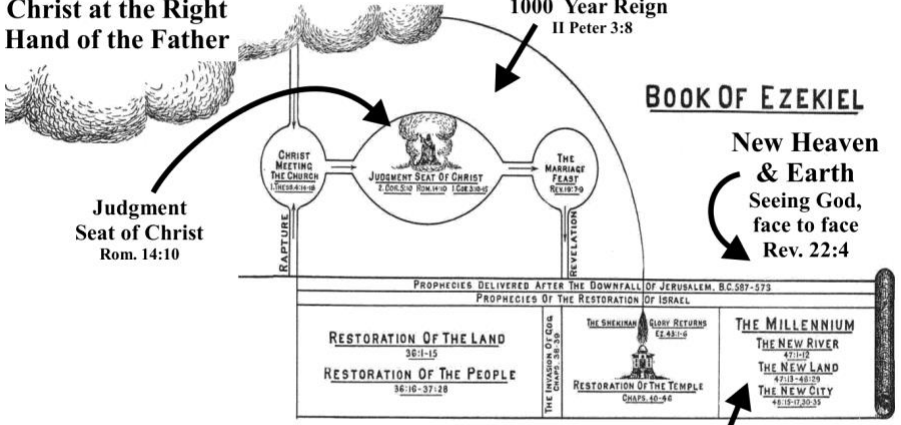 Christ at the Right
Hand of the Father
1000 Year Reign
II Peter 3:8
BOOK OF EZEKIEL
New Heaven
& Earth
Seeing God,
face to face
Rev. 22:4
Judgment
Seat of Christ
Rom. 14:10
CHRIST
MEETING
THE CHURCH
1.THESS.4:14-18
JUDGMENT SEAT OF CHRIST
2.COR.5:10 ROM.14:10 1.COR.3:10-15
THE
MARRIAGE
FEAST
REV.19:7-9
RAPTURE
REVELATION
PROPHECIES DELIVERED AFTER THE DOWNFALL OF JERUSALEM. B.C.587-573
PROPHECIES OF THE RESTORATION OF ISRAEL
RESTORATION OF THE LAND
36:1-15
RESTORATION OF THE PEOPLE
36:16-37:28
THE INVASION OF GOG
CHAPS. 38-39
THE SHEKINAH GLORY RETURNS
EZ.43:1-6
RESTORATION OF THE TEMPLE
CHAPS. 40-46
THE MILLENNIUM
THE NEW RIVER
47:1-12
THE NEW LAND
47:13-48:29
THE NEW CITY
48:15-17,30-35